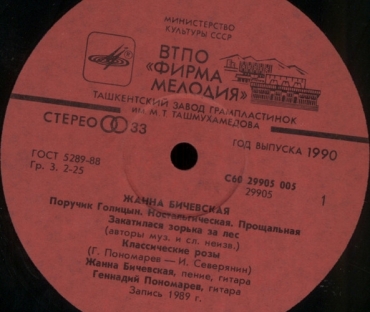 МИНИСТЕРСТВО
КУЛЬТУРЫ СССР
ВТПО
«ФИРМА
МЕЛОДИЯ»
ТАШКЕНТСКИЙ ЗАВОД ГРАМПЛАСТИНОК
ИМ. М. Т. ТАШМУХАМЕДОВА
СТЕРЕО 33
ГОД ВЫПУСКА 1990
ГОСТ 5289-88
Гр. 3. 2-25
С60 29905 005
29905
1
ЖАННА БИЧЕВСКАЯ
Поручик Голицын. Ностальгическая. Прощальная
Закатилася зорька за лес
(авторы муз. и сл. неизв.)
Классические розы
(Г. Пономарев — И. Северянин)
Жанна Бичевская, пение, гитара
Геннадий Пономарев, гитара
Запись 1989 г.